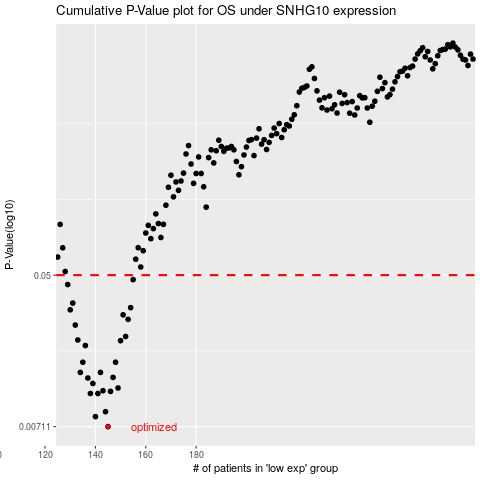 Cumulative P-Value plot for OS under SNHG10 expression
P-Value(log10)
0.05
0.00711
optimized
0 120 140 160 180
# of patients in 'low exp' group